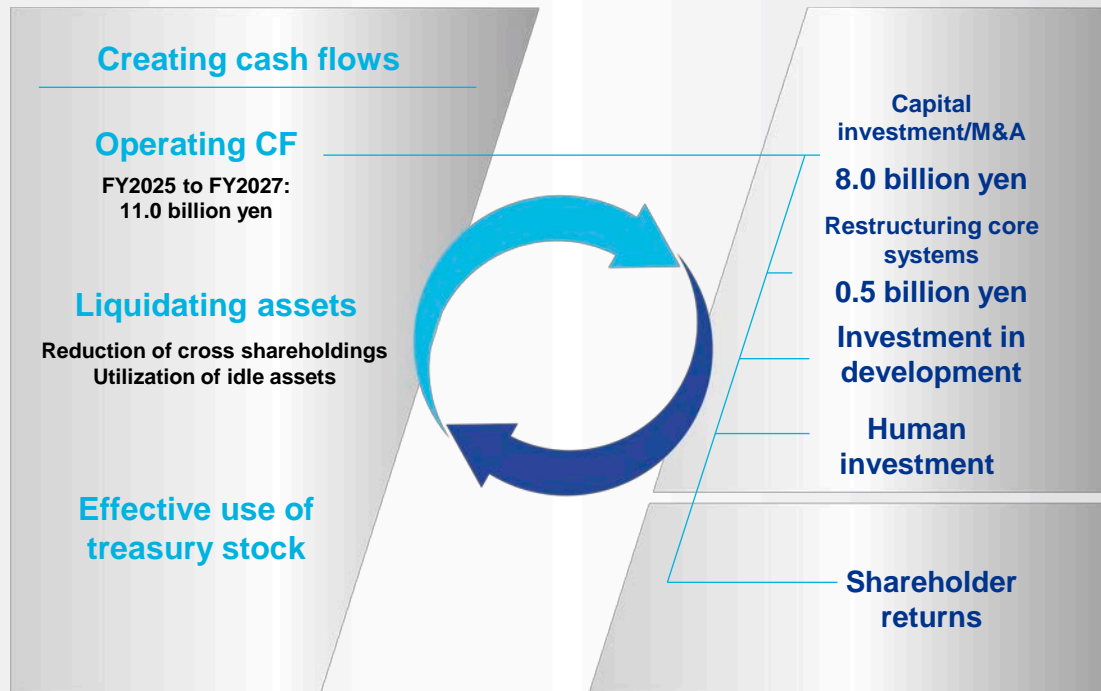 Creating cash flows
Operating CF
FY2025 to FY2027:
11.0 billion yen
Liquidating assets
Reduction of cross shareholdings
Utilization of idle assets
Effective use of
treasury stock
Capital
investment/M&A
8.0 billion yen
Restructuring core
systems
0.5 billion yen
Investment in
development
Human
investment
Shareholder
returns